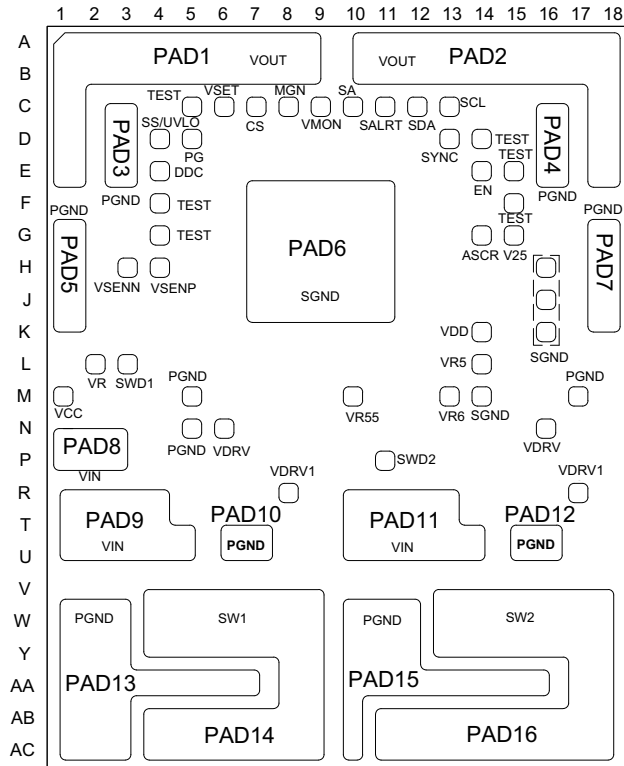 1 2 3 4 5 6 7 8 9 10 11 12 13 14 15 16 17 18
A
PAD1 VOUT VOUT PAD2
B
TEST VSET MGN SA
C
SCL
SS/UVLO CS VMON SALRT SDA
PAD3
D
TEST
PAD4
PG SYNC TEST
E
DDC
EN
PGND PGND
F
TEST
PGND TEST PGND
G
TEST
PAD5
PAD6
ASCR V25
PAD7
H
VSENN VSENP
SGND
J
K
VDD
SGND
L
VR5
VR SWD1 PGND PGND
M
VCC VR55 VR6 SGND
N
PAD8
PGND VDRV VDRV
P
SWD2
VIN VDRV1 VDRV1
R
PAD9 PAD10 PAD11 PAD12
T
VIN PGND VIN PGND
U
V
W
PGND SW1 PGND SW2
Y
AA
PAD13 PAD15
AB
PAD14 PAD16
AC